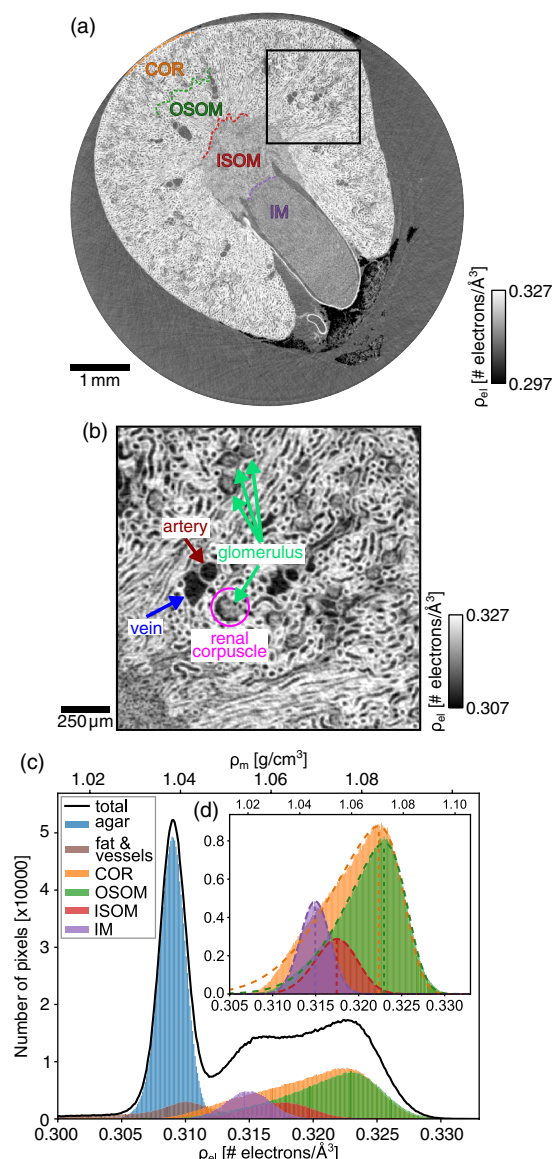 (a)
COR
OSOM
ISOM
IM
0.327
0.297
ρel [# electrons/Å³]
1 mm
(b)
artery
glomerulus
vein
renal
corpuscle
0.327
0.307
ρel [# electrons/Å³]
250 µm
(c)
ρm [g/cm³]
1.02 1.04 1.06 1.08
total
agar
fat &
vessels
COR
OSOM
ISOM
IM
(d)
1.02 1.04 1.06 1.08 1.10
0.8
0.6
0.4
0.2
0.0
0.305 0.310 0.315 0.320 0.325 0.330
Number of pixels [x10000]
5
4
3
2
1
0
0.300 0.305 0.310 0.315 0.320 0.325 0.330
ρel [# electrons/Å³]